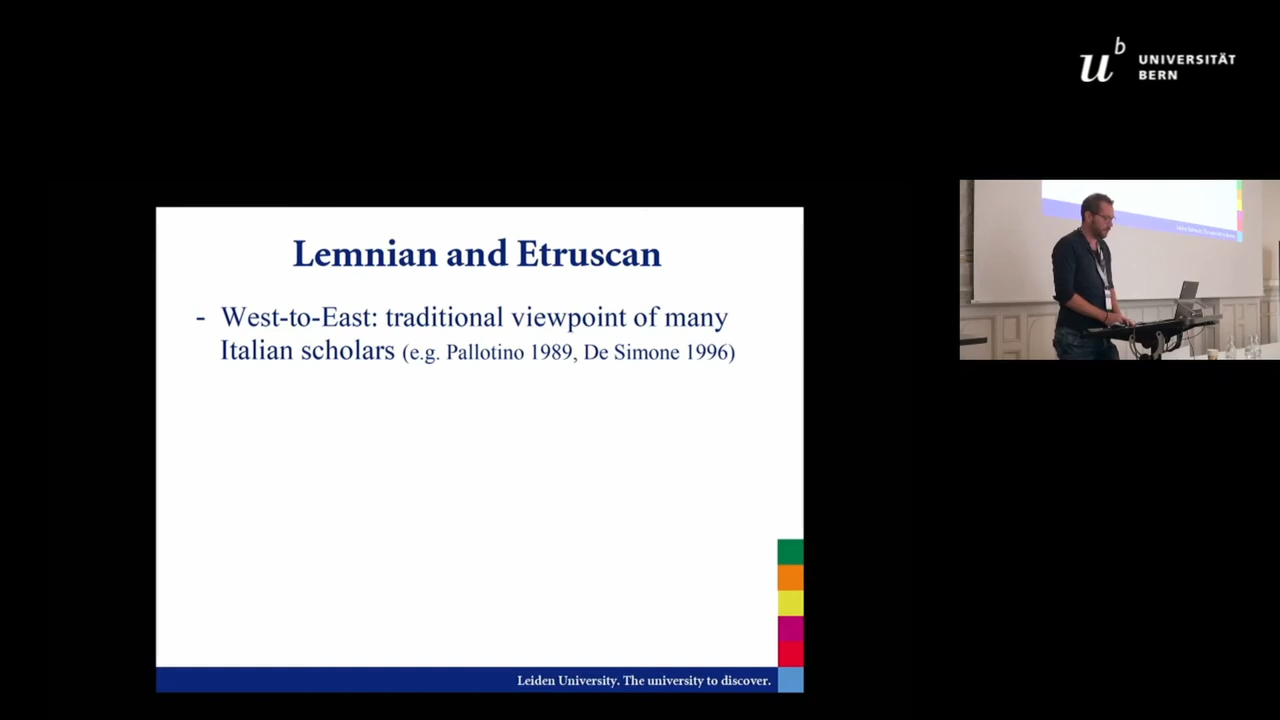 u b
UNIVERSITÄT
BERN
Lemnian and Etruscan
- West-to-East: traditional viewpoint of many
Italian scholars (e.g. Pallotino 1989, De Simone 1996)
Leiden University. The university to discover.